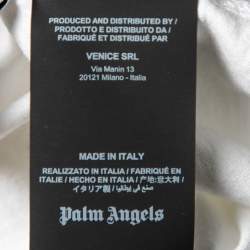 PRODUCED AND DISTRIBUTED BY /
PRODOTTO E DISTRIBUITO DA /
FABRIQUÉ ET DISTRIBUÉ PAR
VENICE SRL
Via Manin 13
20121 Milano - Italia
MADE IN ITALY
REALIZZATO IN ITALIA / FABRIQUÉ EN
ITALIE / HECHO EN ITALIA / 产地:意大利 /
イタリア製 / صنع في إيطاليا
Palm Angels